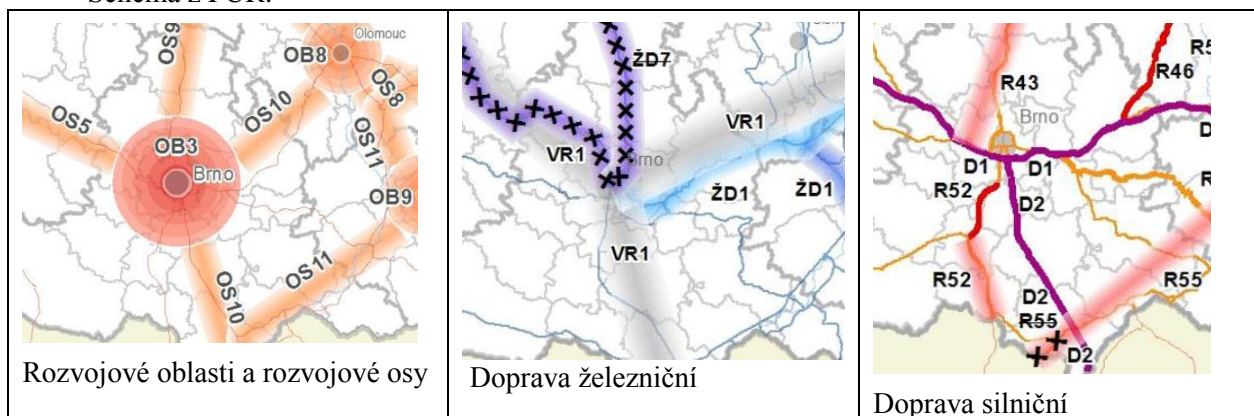 Schéma z PÚR:
OS9
Olomouc
OB8
OS10
OS8
OS5
OB3
Brno
OS11
OB9
OS10
OS11
Rozvojové oblasti a rozvojové osy
ŽD7
VR1
VR1
Brno
ŽD1
ŽD1
VR1
Doprava železniční
R43
R46
Brno
D1
D1
R52
D2
R52
D2
R55
R55
D2
Doprava silniční